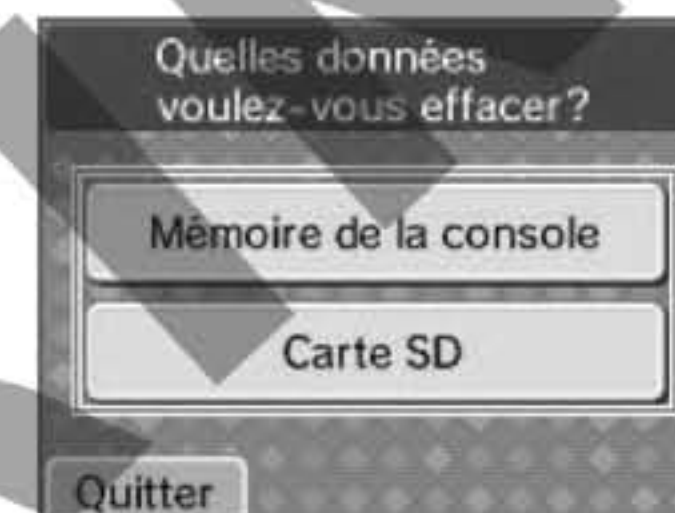 Quelles données
voulez-vous effacer?
Mémoire de la console
Carte SD
Quitter